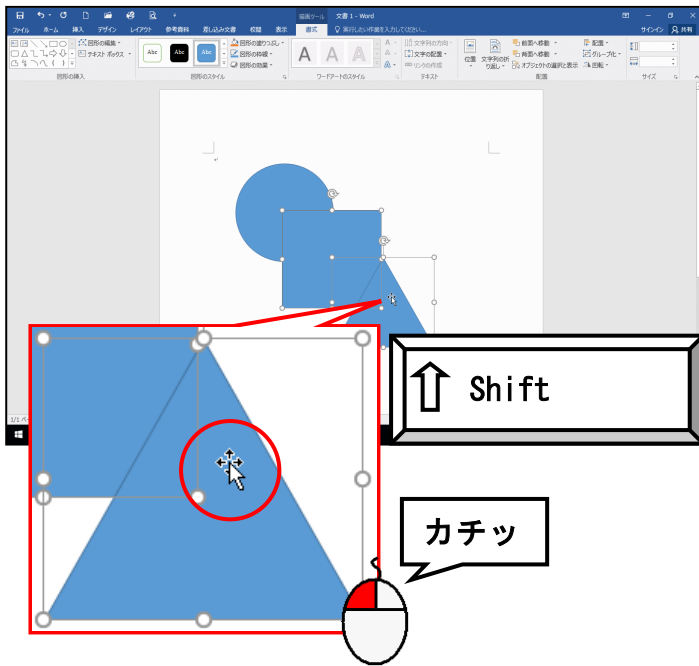 描画ツール 文書 1 - Word
ファイル ホーム 挿入 デザイン レイアウト 参考資料 差し込み文書 校閲 表示 書式 実行したい作業を入力してください... サインイン 共有
図形の編集 Abc Abc Abc 図形の塗りつぶし A A A A 文字列の方向 前面へ移動 配置
テキスト ボックス 図形の枠線 A 文字の配置 位置 文字列の折り返し 背面へ移動 グループ化
図形の効果 A リンクの作成 オブジェクトの選択と表示 回転
図形の挿入 図形のスタイル ワードアートのスタイル テキスト 配置 サイズ
Shift
1/1
カチッ